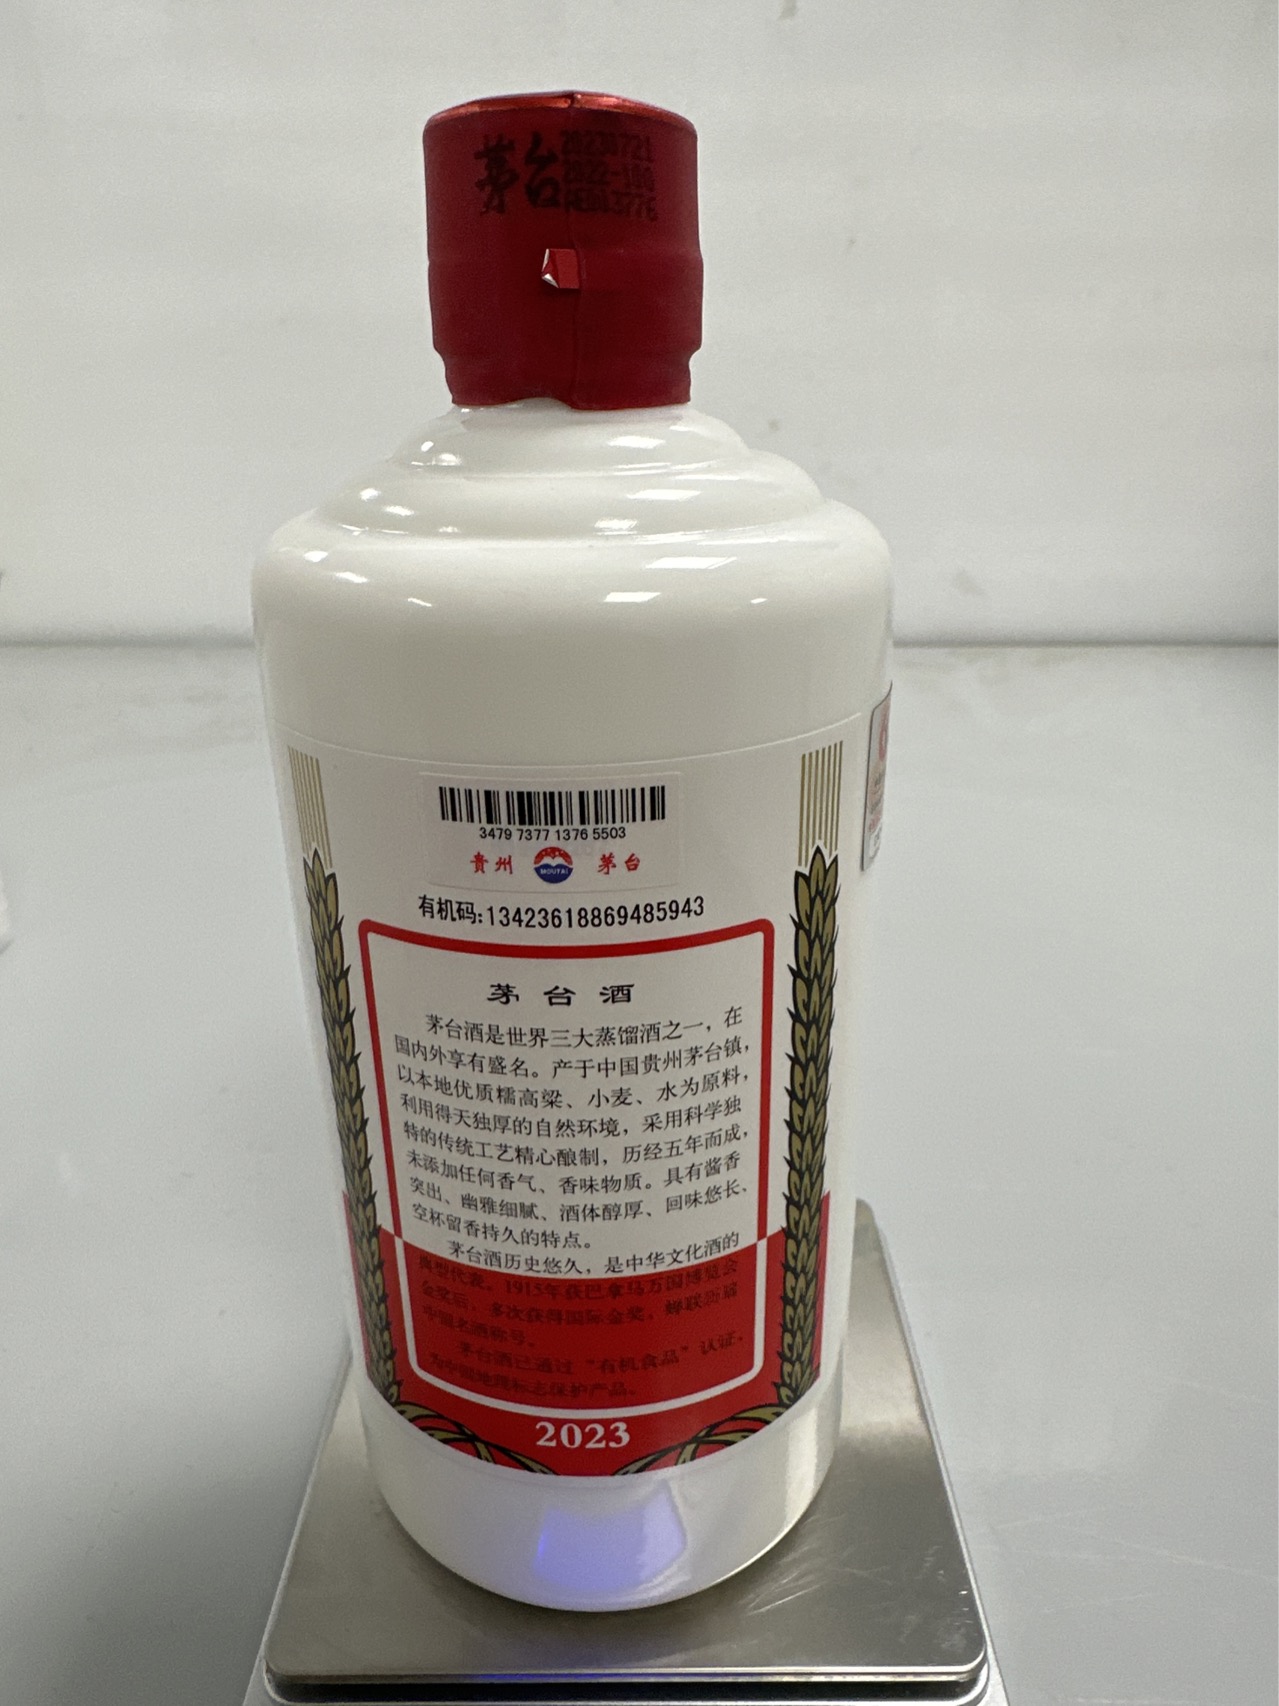 茅台
20230721
2022-180
3776
3479 7377 1376 5503
贵州 MOUTAI 茅台
有机码:13423618869485943
茅台酒
茅台酒是世界三大蒸馏酒之一，在
国内外享有盛名。产于中国贵州茅台镇，
以本地优质糯高粱、小麦、水为原料，
利用得天独厚的自然环境，采用科学独
特的传统工艺精心酿制，历经五年而成，
未添加任何香气、香味物质。具有酱香
突出、幽雅细腻、酒体醇厚、回味悠长、
空杯留香持久的特点。
茅台酒历史悠久，是中华文化酒的
典型代表。1915年获巴拿马万国博览会
金奖后，多次获得国际金奖，蝉联历届
中国名酒称号。
茅台酒已通过“有机食品”认证，
为中国地理标志保护产品。
2023